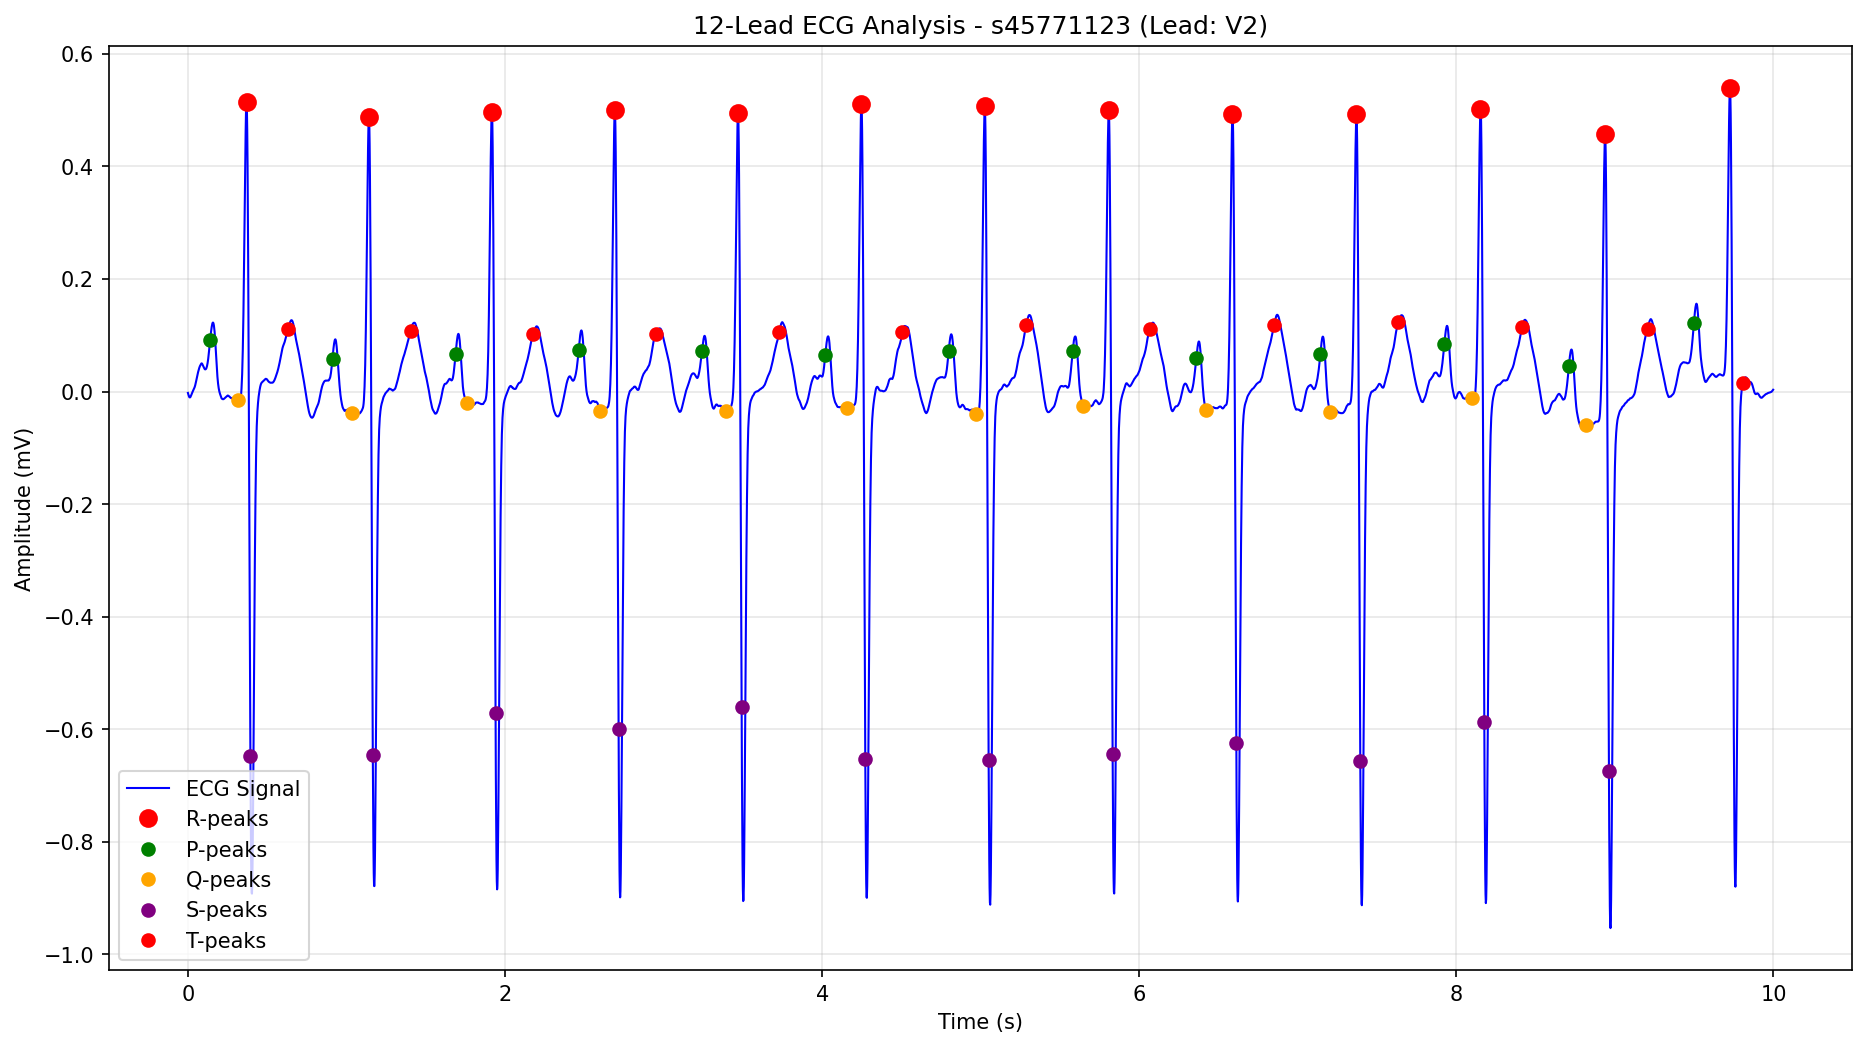 12-Lead ECG Analysis - s45771123 (Lead: V2)
0.6
0.4
0.2
0.0
−0.2
−0.4
−0.6
−0.8
−1.0
Amplitude (mV)
ECG Signal
R-peaks
P-peaks
Q-peaks
S-peaks
T-peaks
0 2 4 6 8 10
Time (s)